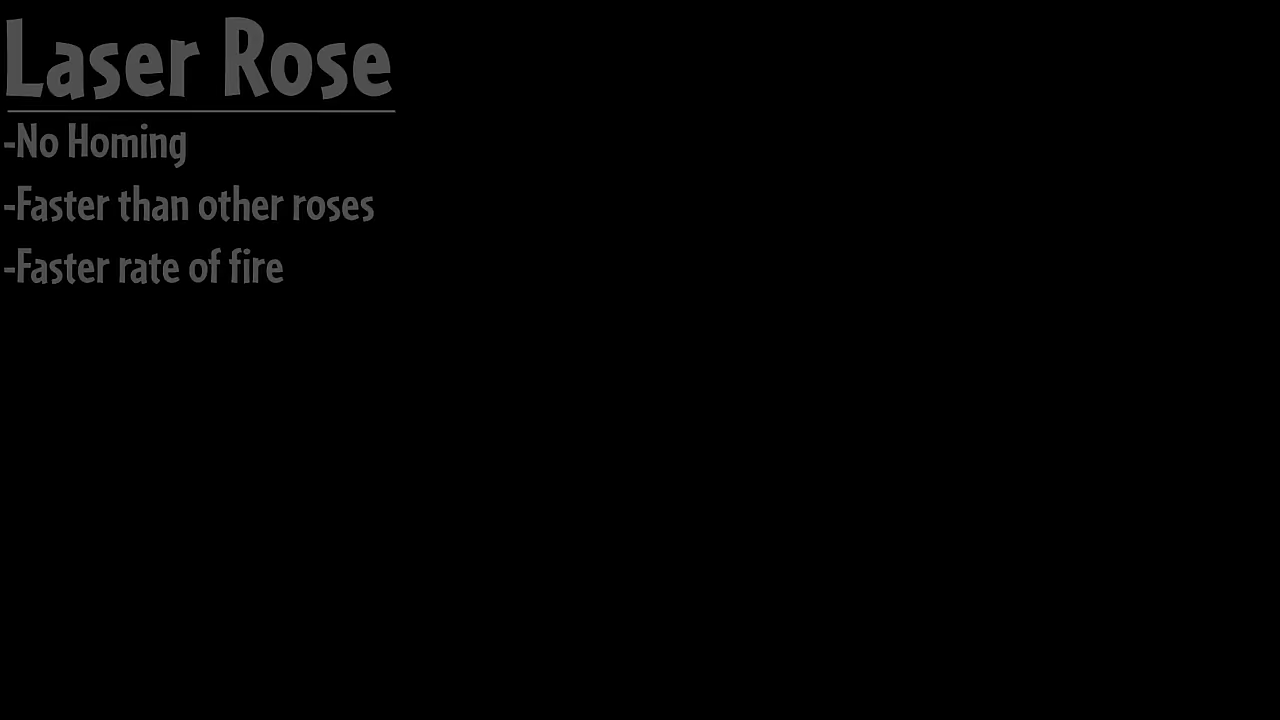 Laser Rose
-No Homing
-Faster than other roses
-Faster rate of fire